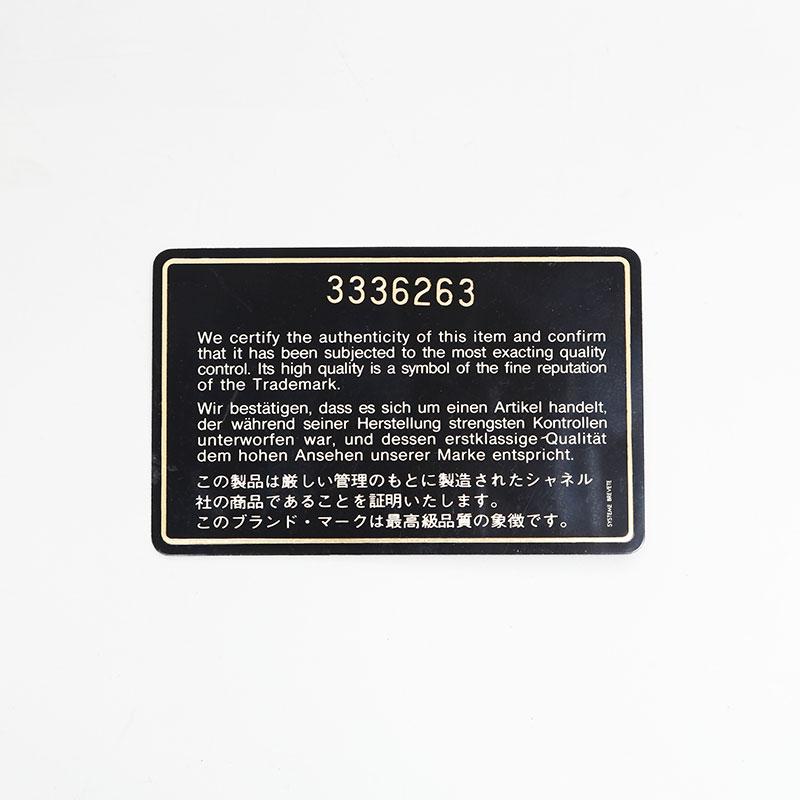 3336263
We certify the authenticity of this item and confirm
that it has been subjected to the most exacting quality
control. Its high quality is a symbol of the fine reputation
of the Trademark.
Wir bestätigen, dass es sich um einen Artikel handelt,
der während seiner Herstellung strengsten Kontrollen
unterworfen war, und dessen erstklassige Qualität
dem hohen Ansehen unserer Marke entspricht.
この製品は厳しい管理のもとに製造されたシャネル
社の商品であることを証明いたします。
このブランド・マークは最高級品質の象徴です。
SYSTEME BREVETE